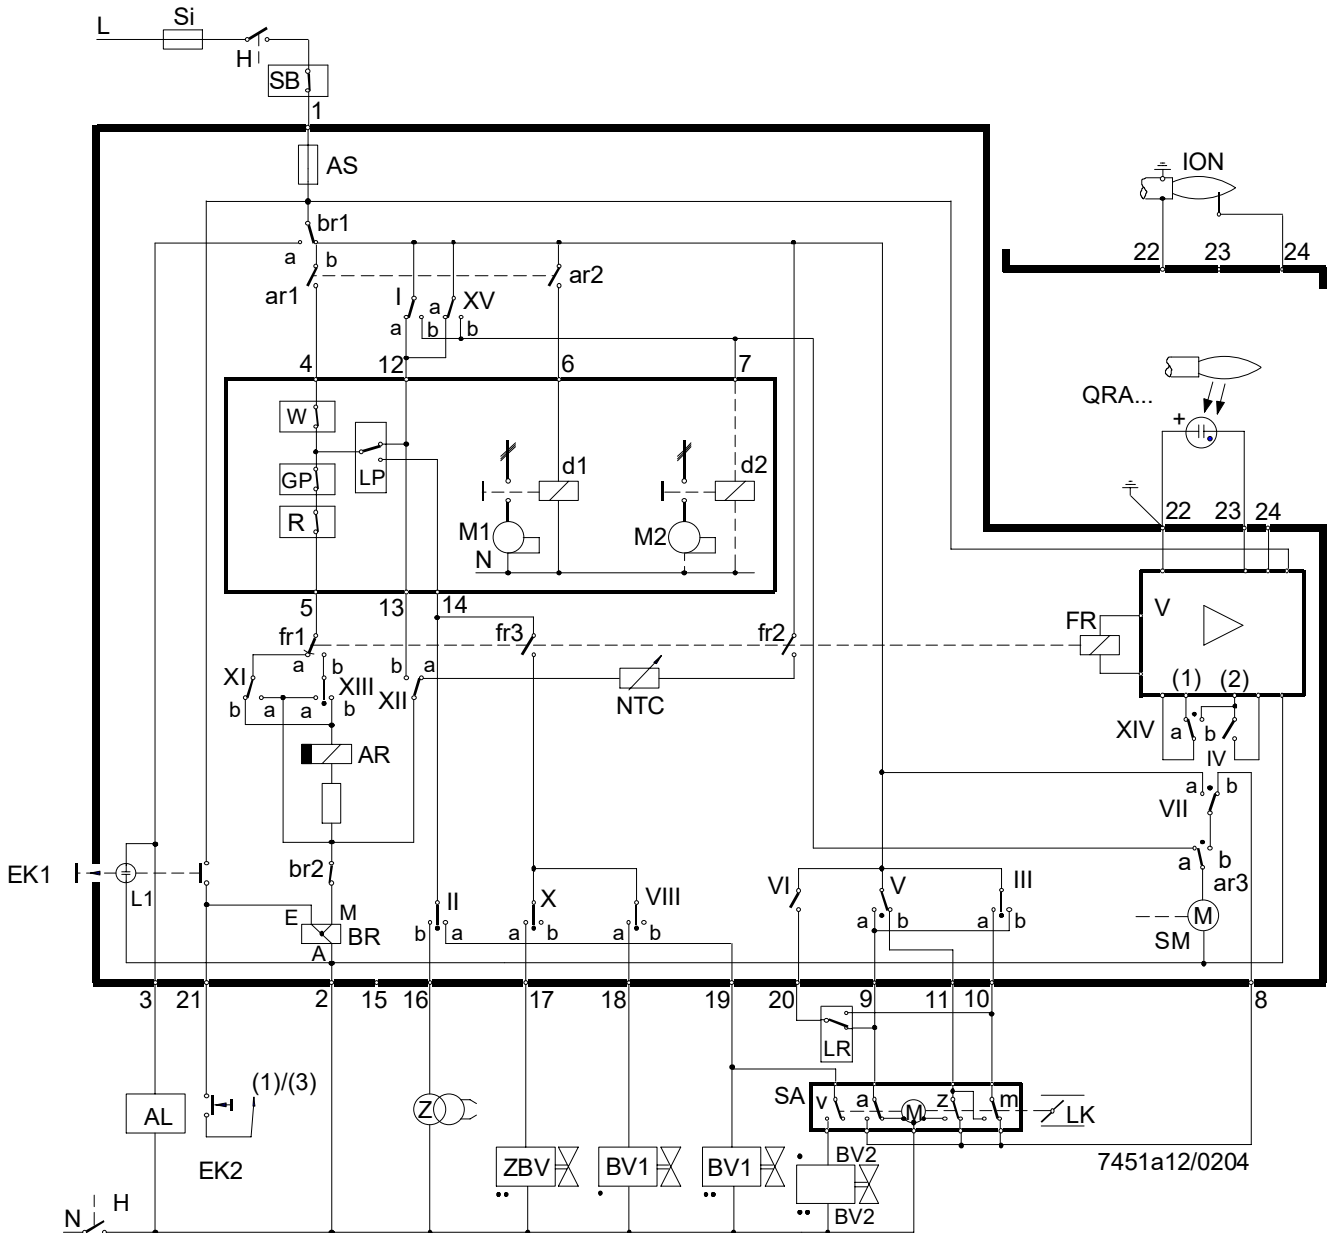 L Si
H
SB
1
AS
ION
br1
22 23 24
a b
ar1 ar2
I a XV
a b b
4 12 6 7
QRA...
+
W
LP
GP
R
d1 d2
M1 M2
N
22 23 24
5 13 14
V
FR
fr1 fr3 fr2
a b b a
XI XIII XII
NTC
b a a b
(1) (2)
XIV a b
IV
AR
a b
VII
a b
ar3
EK1
L1
br2
E M
BR
A
II X VIII VI V III
b a a b a b a b a b
M
SM
3 21 2 15 16 17 18 19 20 9 11 10 8
LR
(1)/(3)
SA v a M z m
LK
AL
Z
EK2
ZBV BV1 BV1 BV2
BV2
7451a12/0204
N H